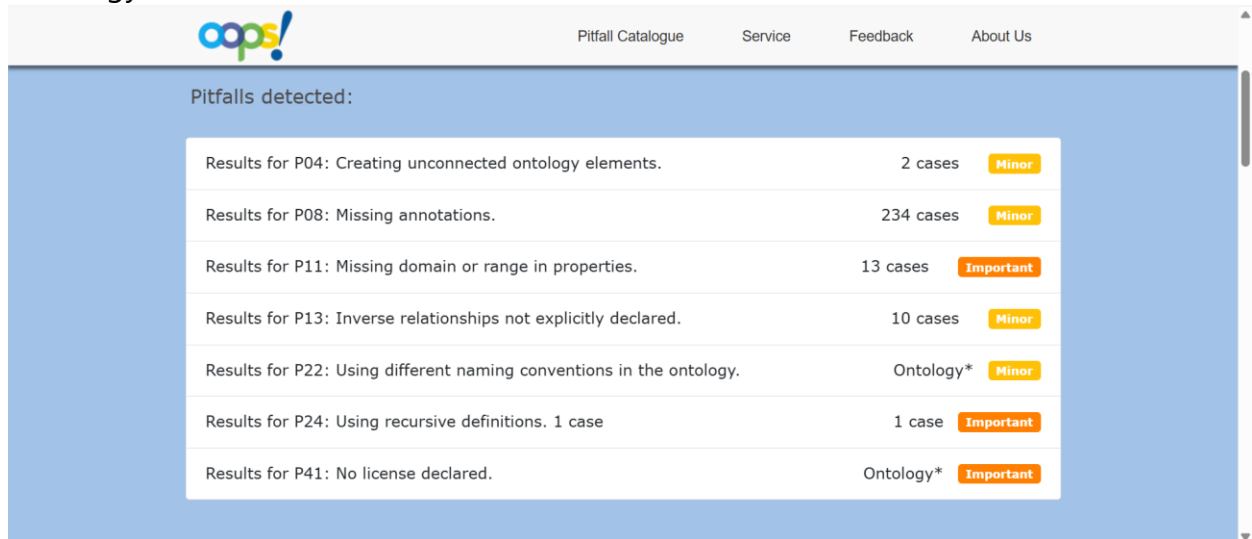 oops!
Pitfall Catalogue Service Feedback About Us
Pitfalls detected:
Results for P04: Creating unconnected ontology elements. 2 cases Minor
Results for P08: Missing annotations. 234 cases Minor
Results for P11: Missing domain or range in properties. 13 cases Important
Results for P13: Inverse relationships not explicitly declared. 10 cases Minor
Results for P22: Using different naming conventions in the ontology. Ontology* Minor
Results for P24: Using recursive definitions. 1 case 1 case Important
Results for P41: No license declared. Ontology* Important